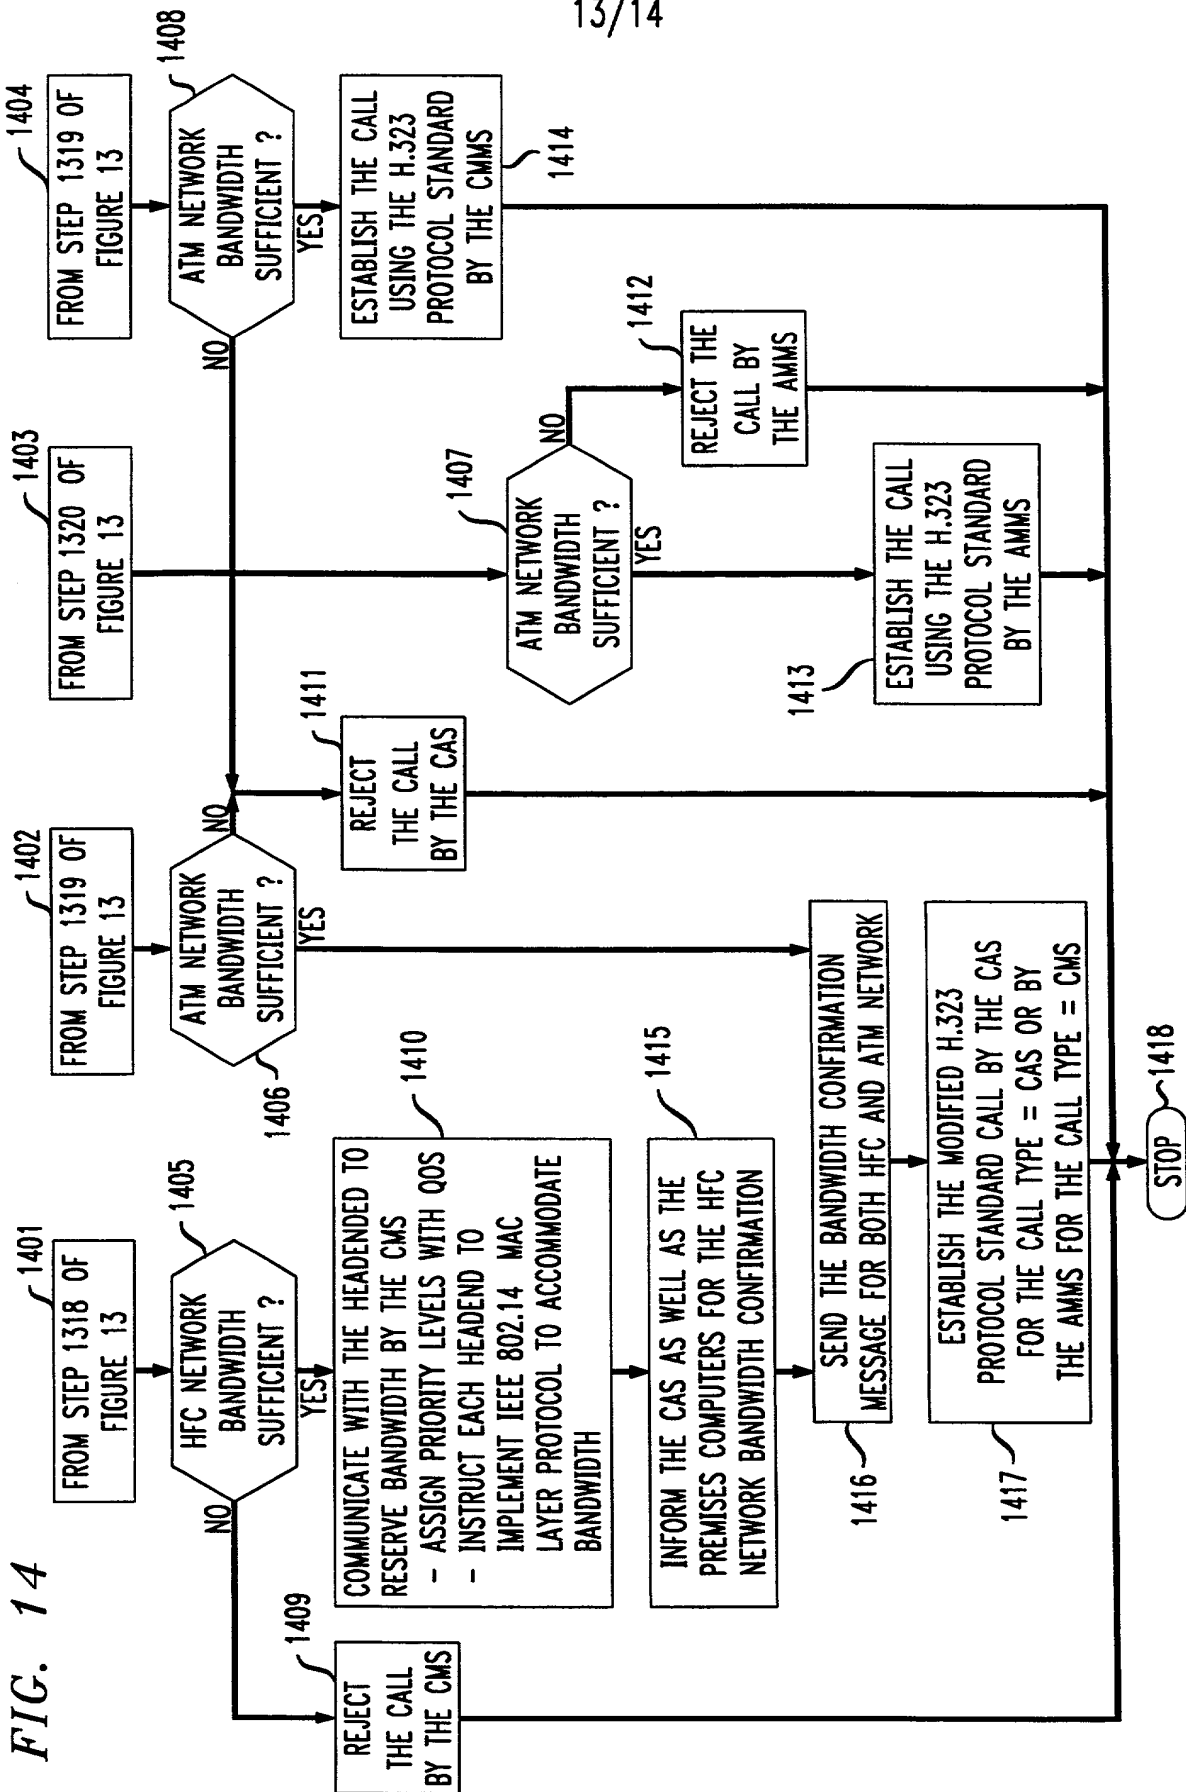 13/14
FIG. 14
1401
FROM STEP 1318 OF
FIGURE 13
1402
FROM STEP 1319 OF
FIGURE 13
1403
FROM STEP 1320 OF
FIGURE 13
1404
FROM STEP 1319 OF
FIGURE 13
1405
HFC NETWORK
BANDWIDTH
SUFFICIENT ?
NO
YES
1406
ATM NETWORK
BANDWIDTH
SUFFICIENT ?
NO
YES
1408
ATM NETWORK
BANDWIDTH
SUFFICIENT ?
NO
YES
1409
REJECT
THE CALL
BY THE CMS
1410
COMMUNICATE WITH THE HEADENDED TO
RESERVE BANDWIDTH BY THE CMS
- ASSIGN PRIORITY LEVELS WITH QOS
- INSTRUCT EACH HEADEND TO
IMPLEMENT IEEE 802.14 MAC
LAYER PROTOCOL TO ACCOMMODATE
BANDWIDTH
1411
REJECT
THE CALL
BY THE CAS
1407
ATM NETWORK
BANDWIDTH
SUFFICIENT ?
NO
YES
1414
ESTABLISH THE CALL
USING THE H.323
PROTOCOL STANDARD
BY THE CMMS
1412
REJECT THE
CALL BY
THE AMMS
1415
INFORM THE CAS AS WELL AS THE
PREMISES COMPUTERS FOR THE HFC
NETWORK BANDWIDTH CONFIRMATION
1413
ESTABLISH THE CALL
USING THE H.323
PROTOCOL STANDARD
BY THE AMMS
1416
SEND THE BANDWIDTH CONFIRMATION
MESSAGE FOR BOTH HFC AND ATM NETWORK
1417
ESTABLISH THE MODIFIED H.323
PROTOCOL STANDARD CALL BY THE CAS
FOR THE CALL TYPE = CAS OR BY
THE AMMS FOR THE CALL TYPE = CMS
STOP
1418